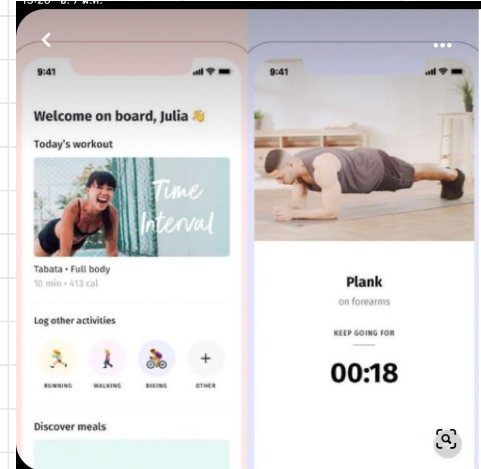 9:41
Welcome on board, Julia 👋
Today's workout
Time
Interval
Tabata • Full body
10 min • 413 cal
Log other activities
RUNNING WALKING BIKING OTHER
Discover meals
9:41
Plank
on forearms
KEEP GOING FOR
00:18